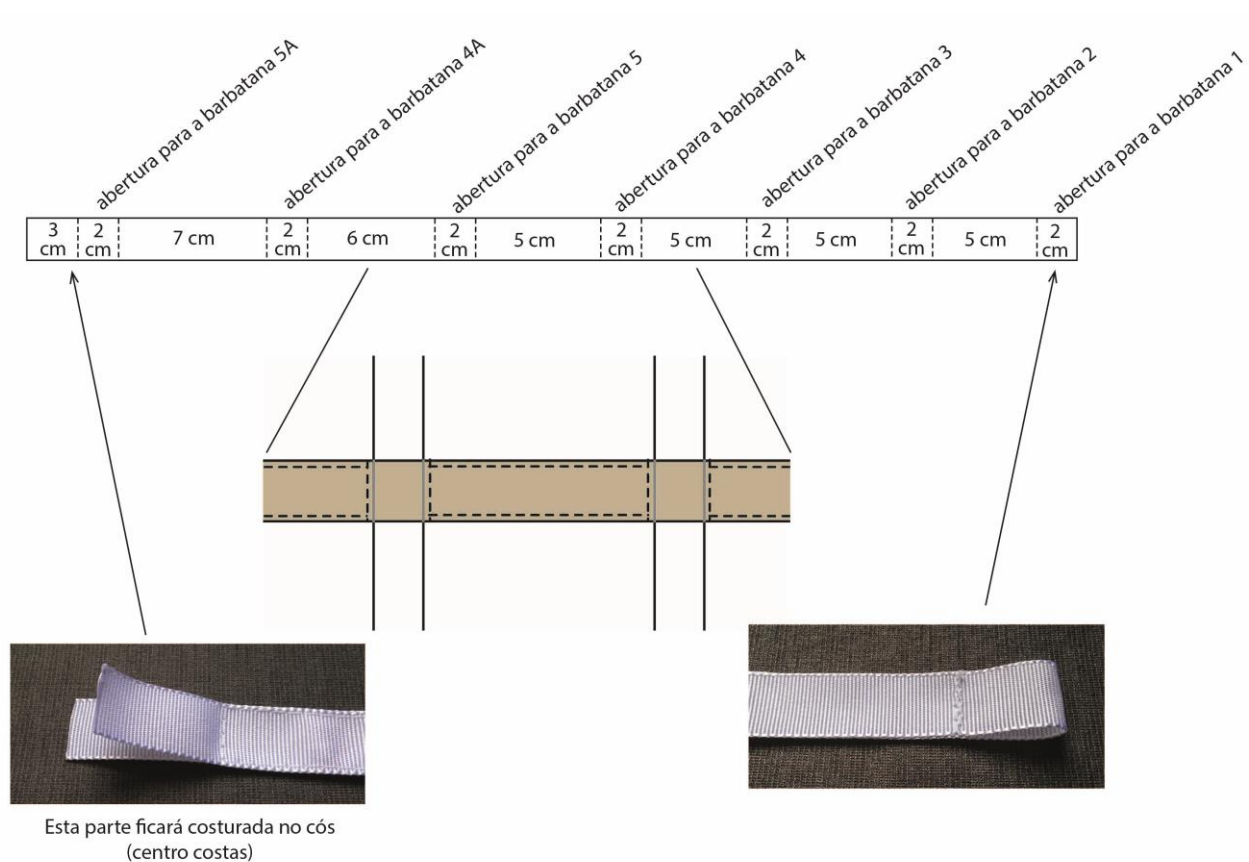 abertura para a barbatana 5A
abertura para a barbatana 4A
abertura para a barbatana 5
abertura para a barbatana 4
abertura para a barbatana 3
abertura para a barbatana 2
abertura para a barbatana 1
3 cm
2 cm
7 cm
2 cm
6 cm
2 cm
5 cm
2 cm
5 cm
2 cm
5 cm
2 cm
5 cm
2 cm
Esta parte ficará costurada no cós
(centro costas)